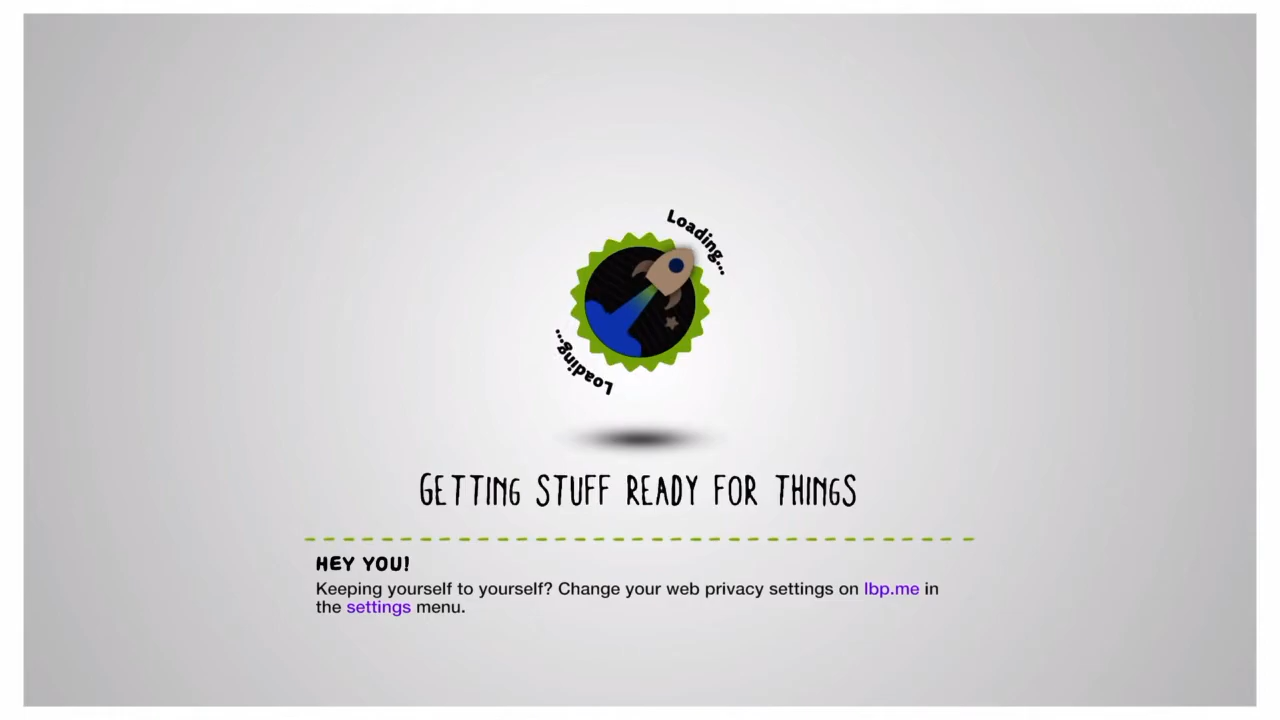 Loading...
Loading...
GETTING STUFF READY FOR THINGS
HEY YOU!
Keeping yourself to yourself? Change your web privacy settings on lbp.me in
the settings menu.